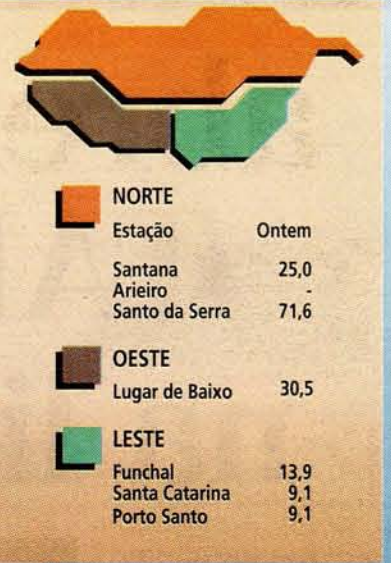 NORTE
Estação Ontem
Santana 25,0
Arieiro -
Santo da Serra 71,6
OESTE
Lugar de Baixo 30,5
LESTE
Funchal 13,9
Santa Catarina 9,1
Porto Santo 9,1